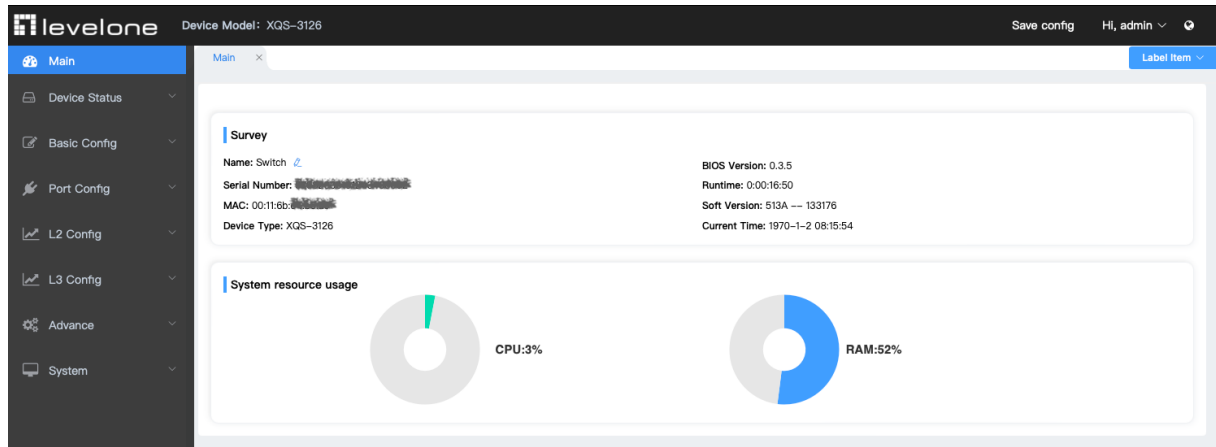 levelone Device Model: XQS-3126 Save config Hi, admin
Main Main × Label Item
Device Status
Basic Config
Port Config
L2 Config
L3 Config
Advance
System
Survey
Name: Switch
Serial Number:
MAC: 00:11:6b:
Device Type: XQS-3126
BIOS Version: 0.3.5
Runtime: 0:00:16:50
Soft Version: 513A -- 133176
Current Time: 1970-1-2 08:15:54
System resource usage
CPU:3%
RAM:52%